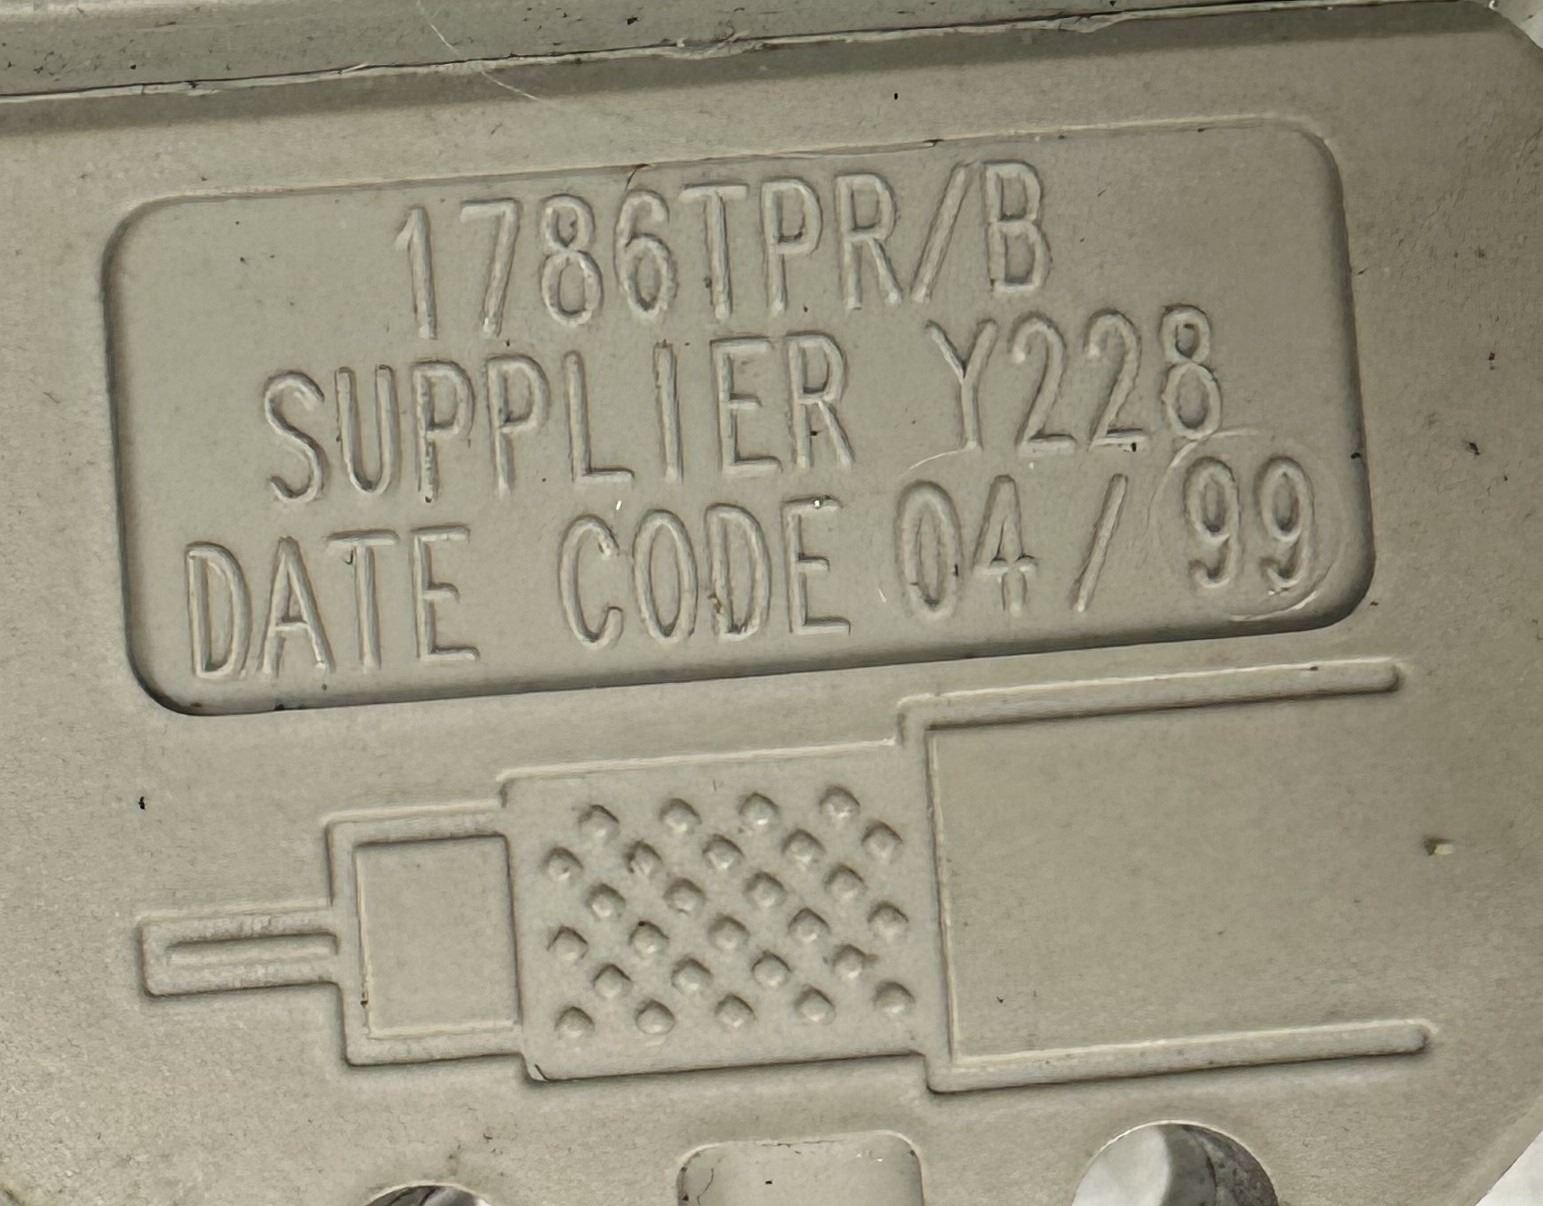 1786TPR/B
SUPPLIER Y228
DATE CODE 04/99